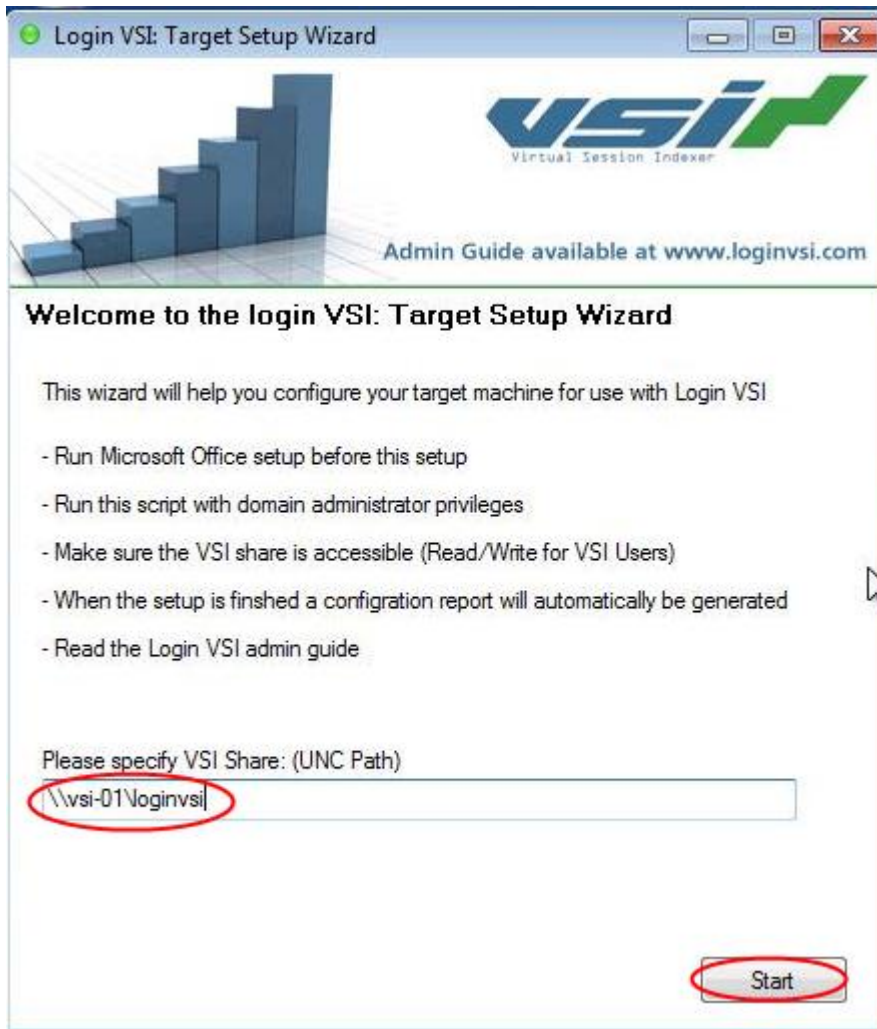 Login VSI: Target Setup Wizard
vsi
Virtual Session Indexer
Admin Guide available at www.loginvsi.com
Welcome to the login VSI: Target Setup Wizard
This wizard will help you configure your target machine for use with Login VSI
- Run Microsoft Office setup before this setup
- Run this script with domain administrator privileges
- Make sure the VSI share is accessible (Read/Write for VSI Users)
- When the setup is finshed a configration report will automatically be generated
- Read the Login VSI admin guide
Please specify VSI Share: (UNC Path)
\\vsi-01\loginvsi
Start